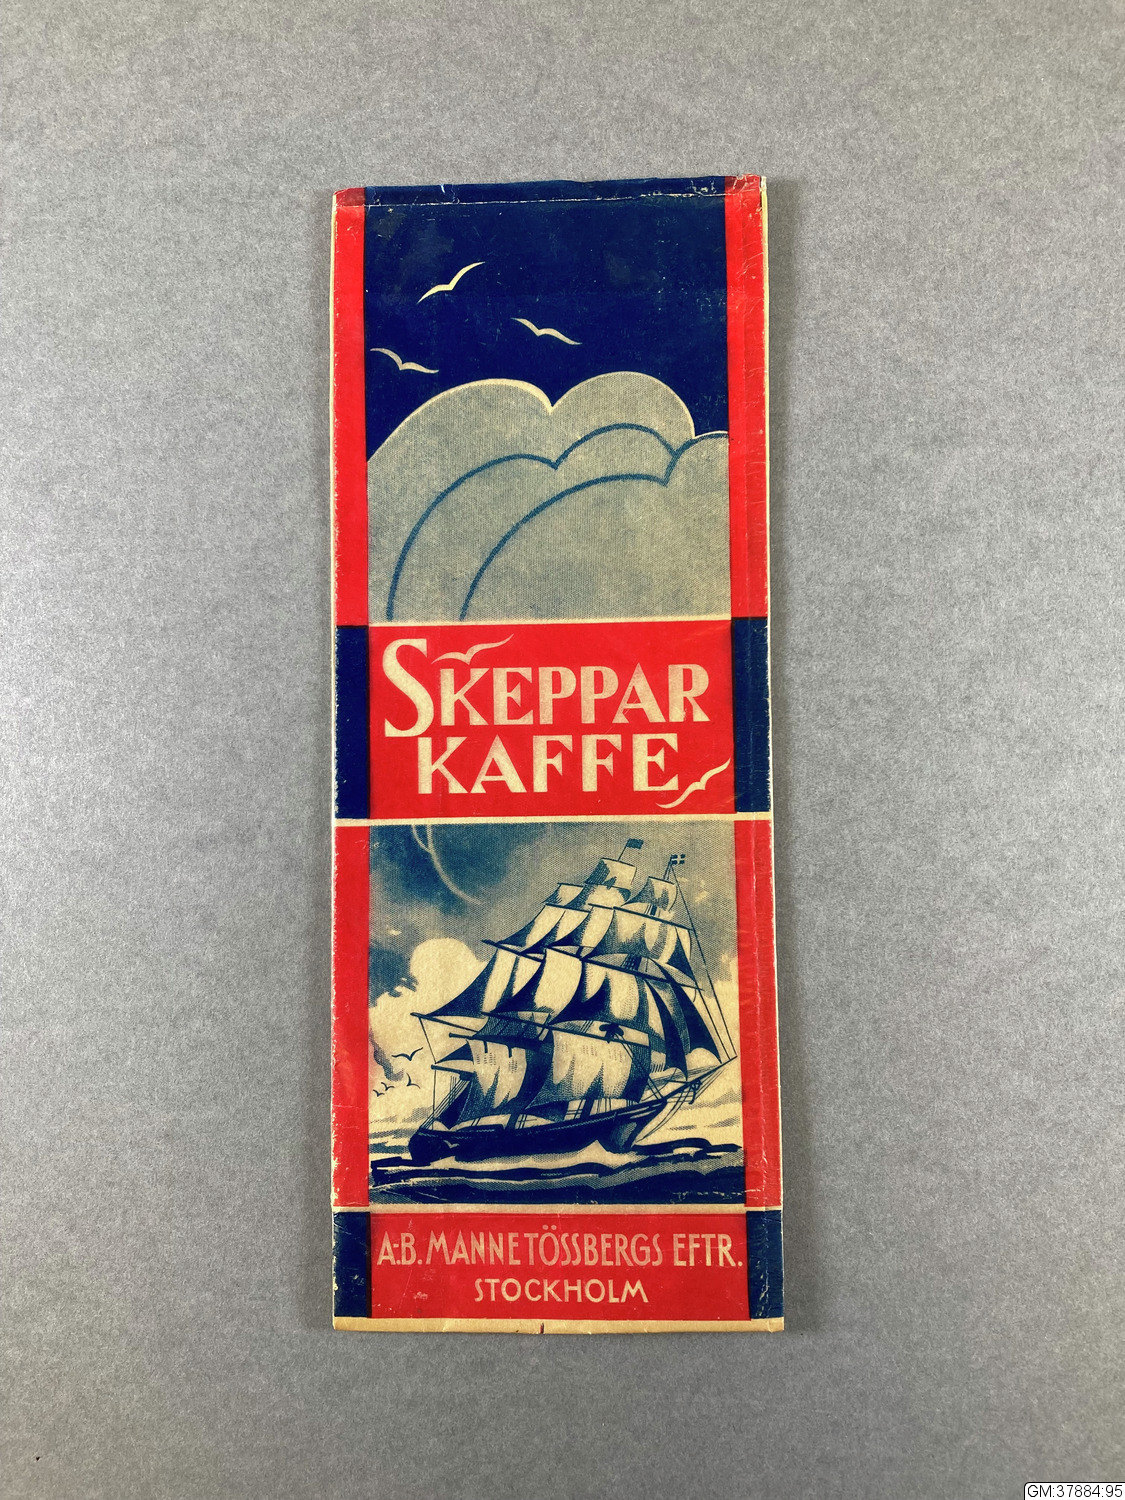 SKEPPAR
KAFFE
A.-B. MANNE TÖSSBERGS EFTR.
STOCKHOLM
GM:37884:95